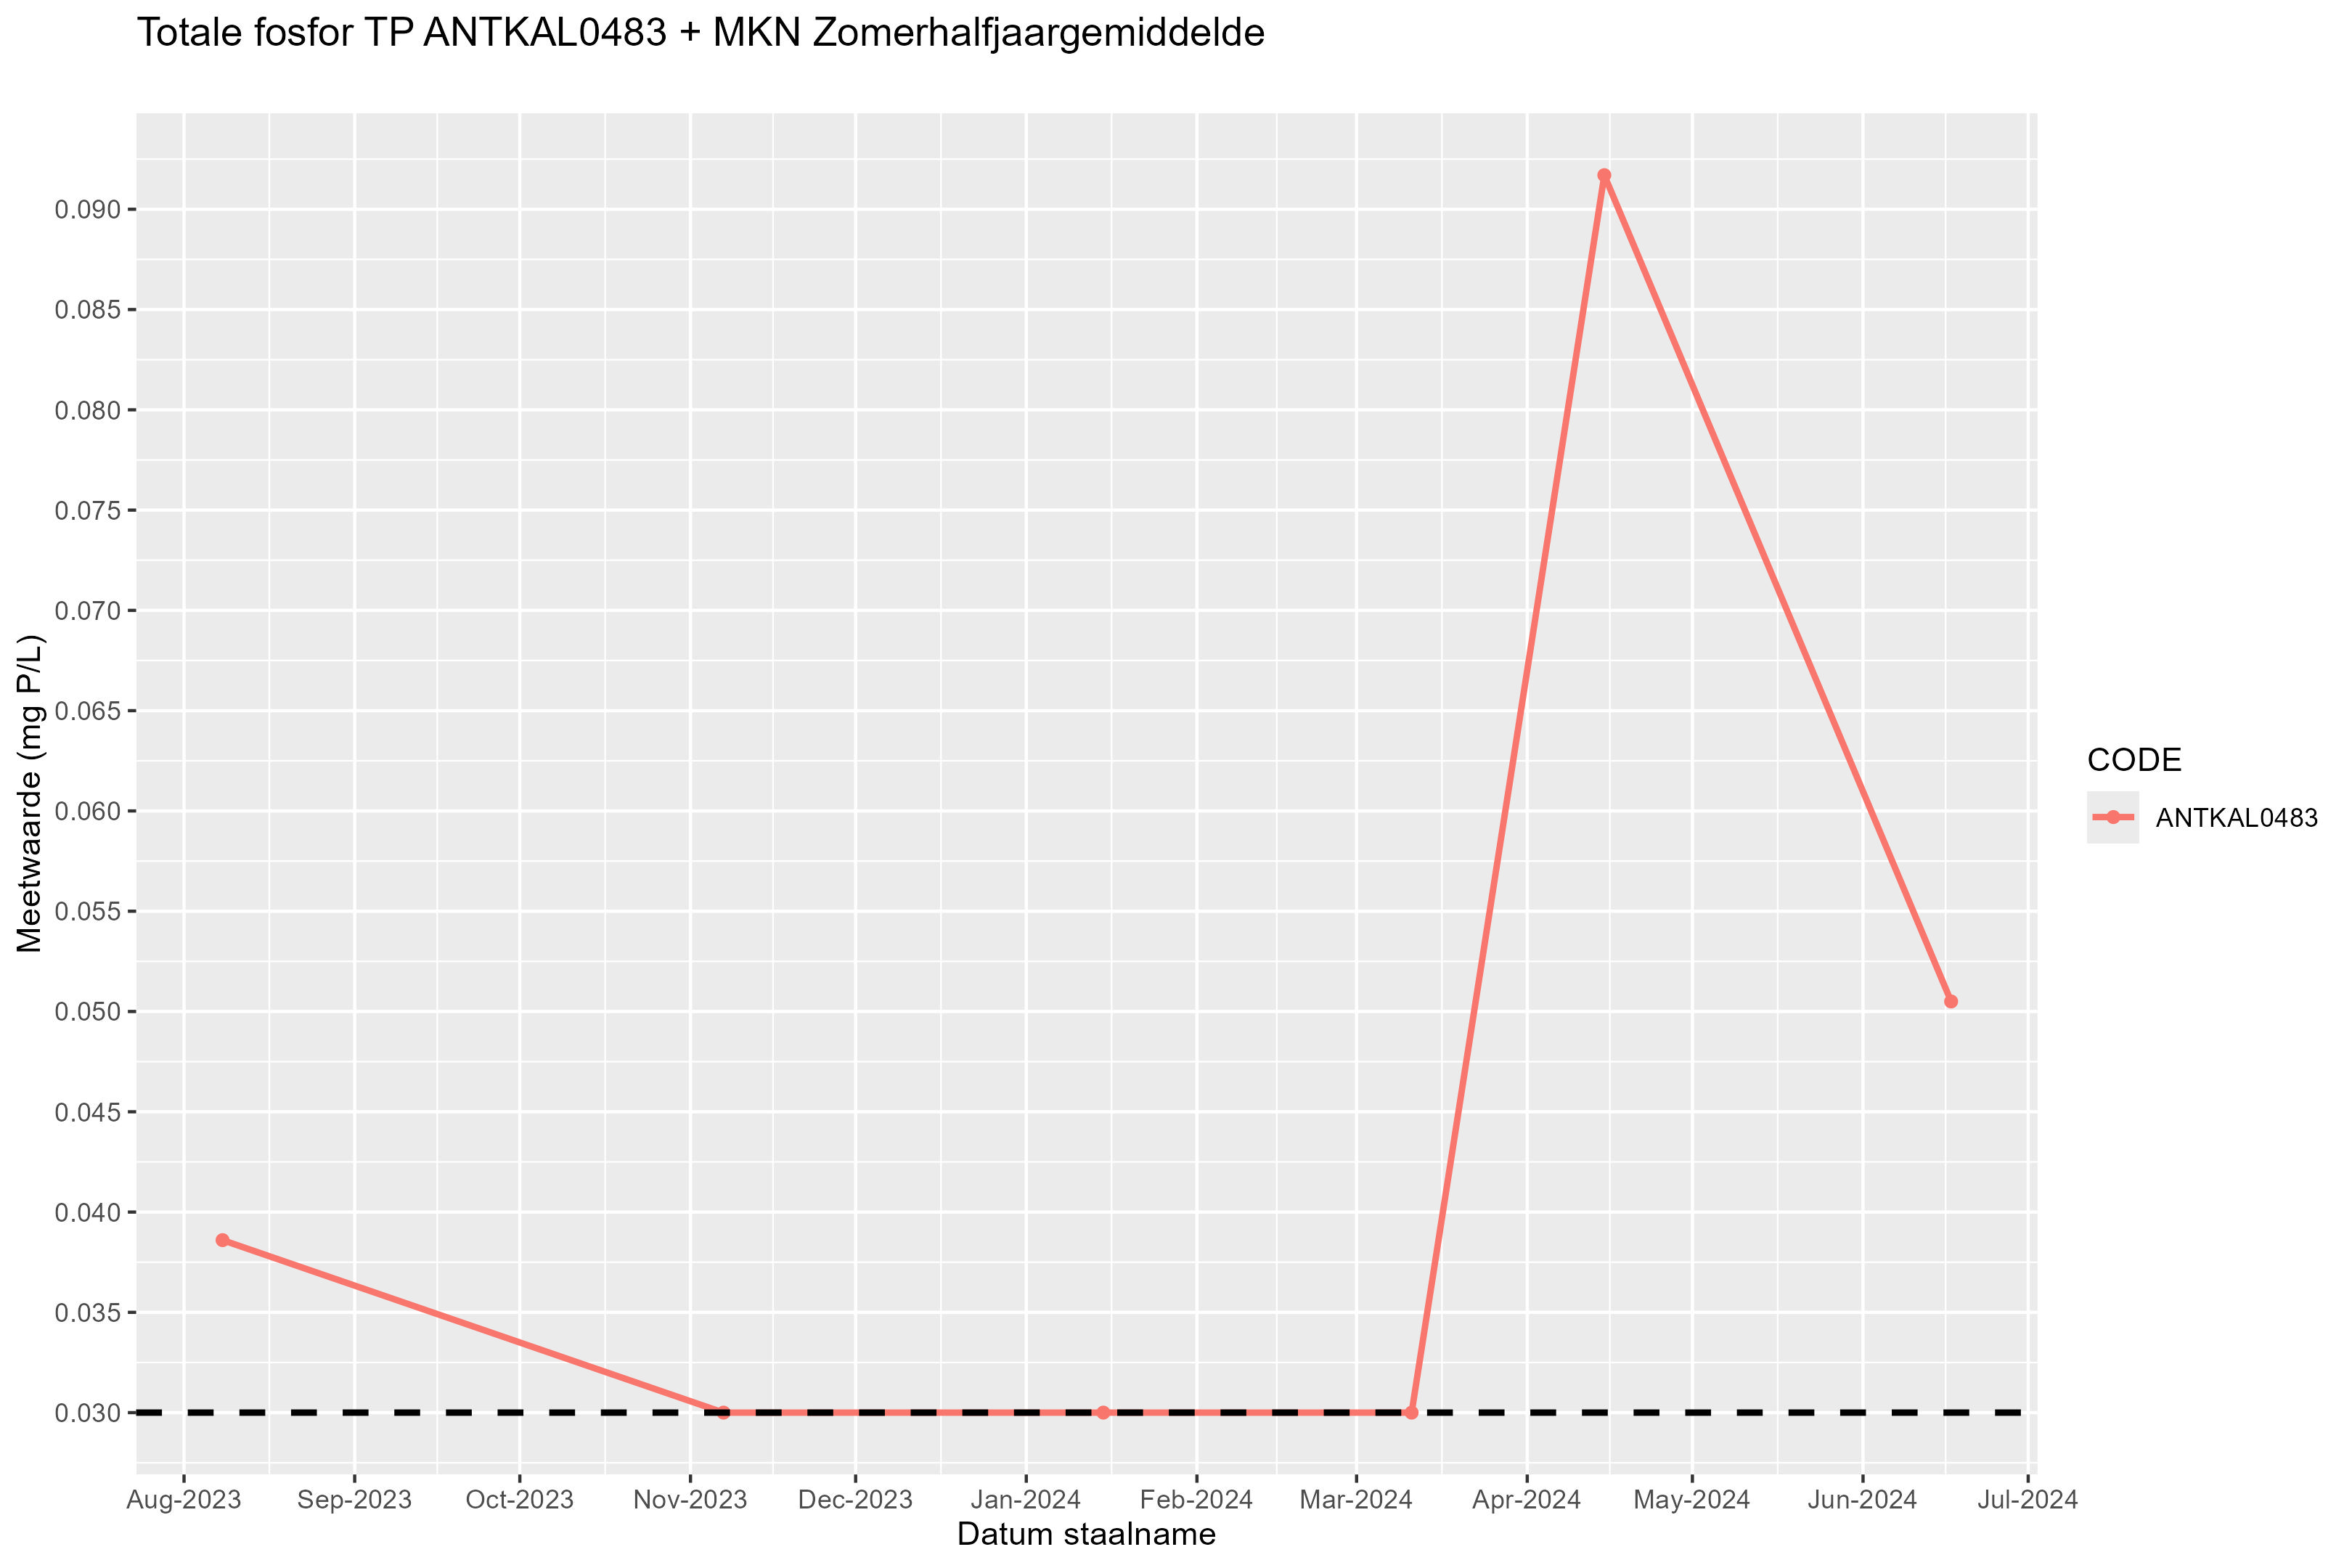 Totale fosfor TP ANTKAL0483 + MKN Zomerhalfjaargemiddelde
Meetwaarde (mg P/L)
0.090
0.085
0.080
0.075
0.070
0.065
0.060
0.055
0.050
0.045
0.040
0.035
0.030
Aug-2023 Sep-2023 Oct-2023 Nov-2023 Dec-2023 Jan-2024 Feb-2024 Mar-2024 Apr-2024 May-2024 Jun-2024 Jul-2024
Datum staalname
CODE
ANTKAL0483